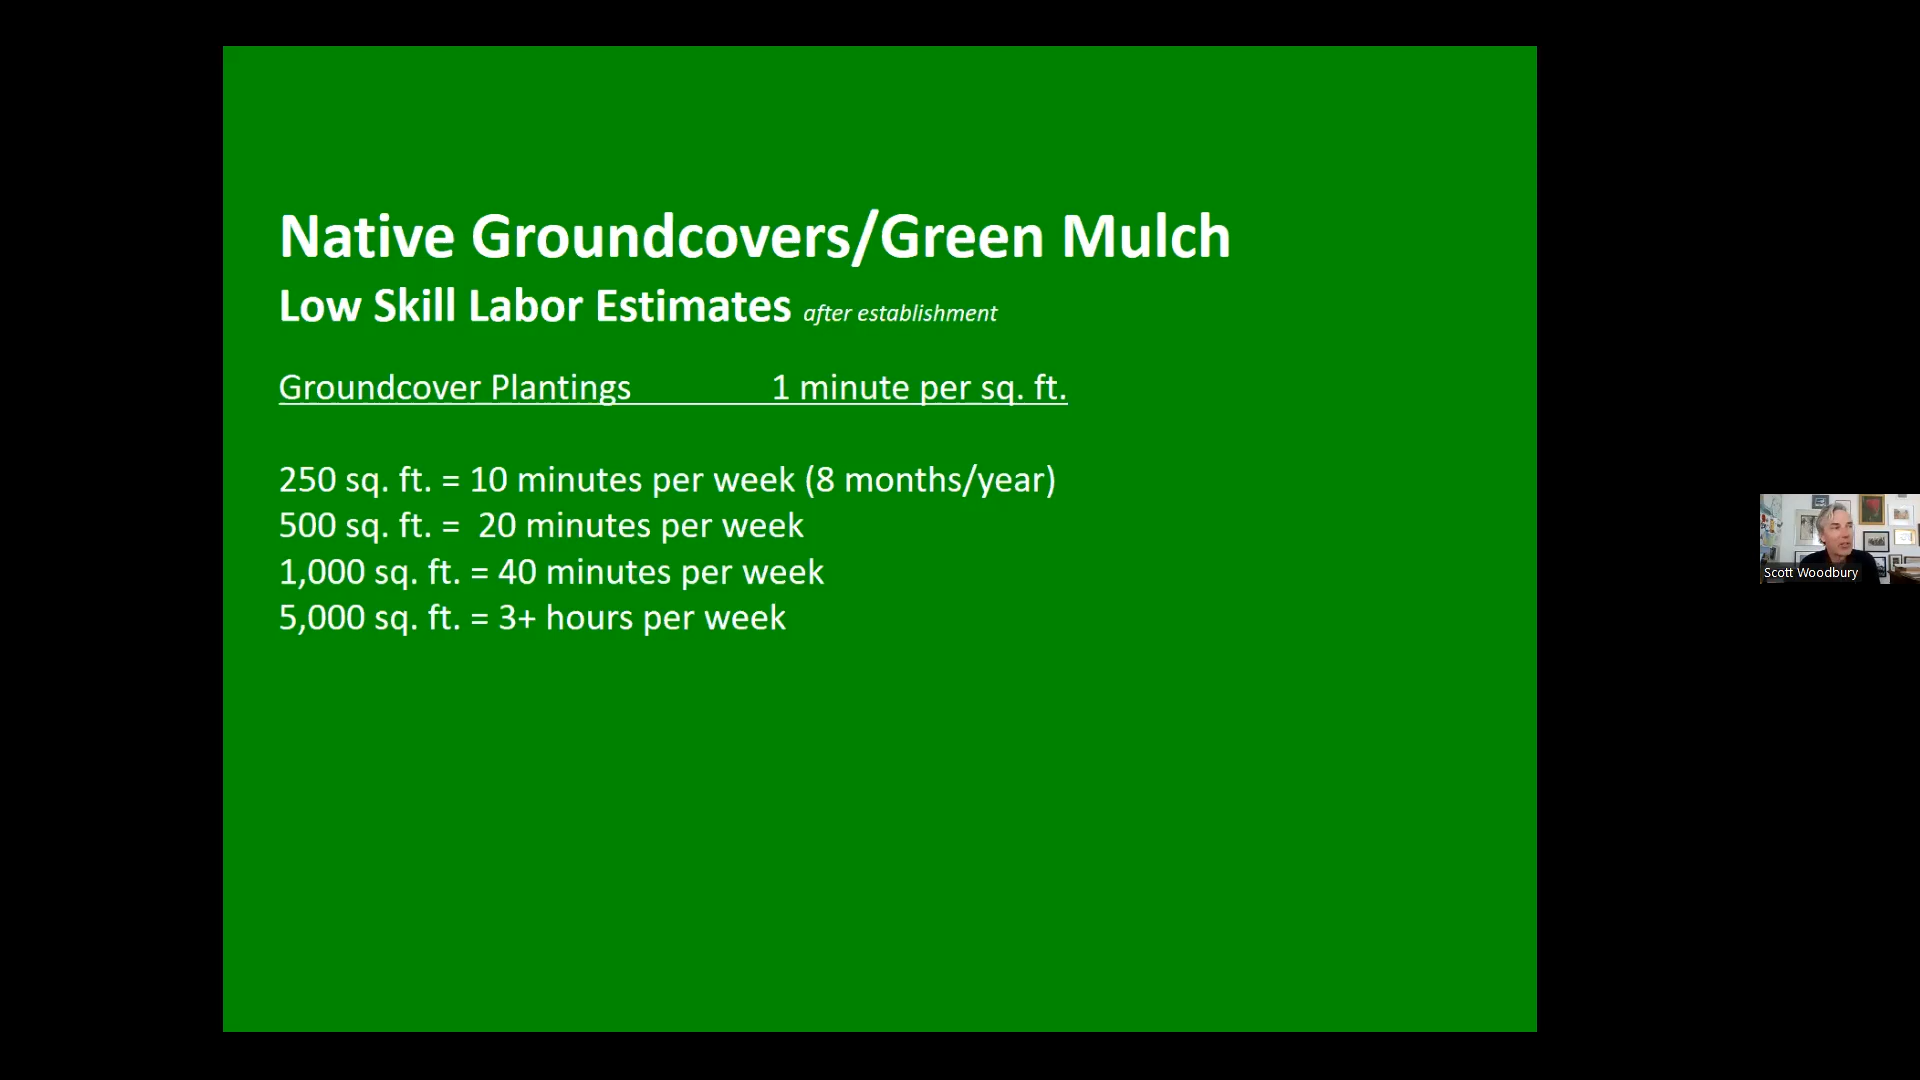 Native Groundcovers/Green Mulch
Low Skill Labor Estimates after establishment
Groundcover Plantings 1 minute per sq. ft.
250 sq. ft. = 10 minutes per week (8 months/year)
500 sq. ft. = 20 minutes per week
1,000 sq. ft. = 40 minutes per week
5,000 sq. ft. = 3+ hours per week
Scott Woodbury